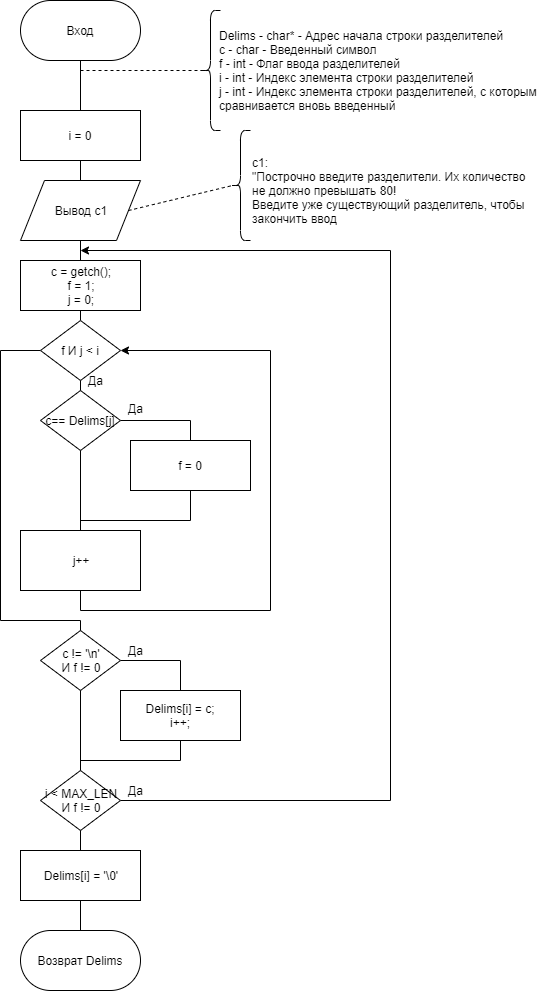 Вход
Delims - char* - Адрес начала строки разделителей
c - char - Введенный символ
f - int - Флаг ввода разделителей
i - int - Индекс элемента строки разделителей
j - int - Индекс элемента строки разделителей, с которым
сравнивается вновь введенный
i = 0
c1:
"Построчно введите разделители. Их количество
не должно превышать 80!
Введите уже существующий разделитель, чтобы
закончить ввод
Вывод c1
c = getch();
f = 1;
j = 0;
f И j < i
Да
c== Delims[j]
Да
f = 0
j++
c != '\n'
И f != 0
Да
Delims[i] = c;
i++;
i < MAX_LEN
И f != 0
Да
Delims[i] = '\0'
Возврат Delims